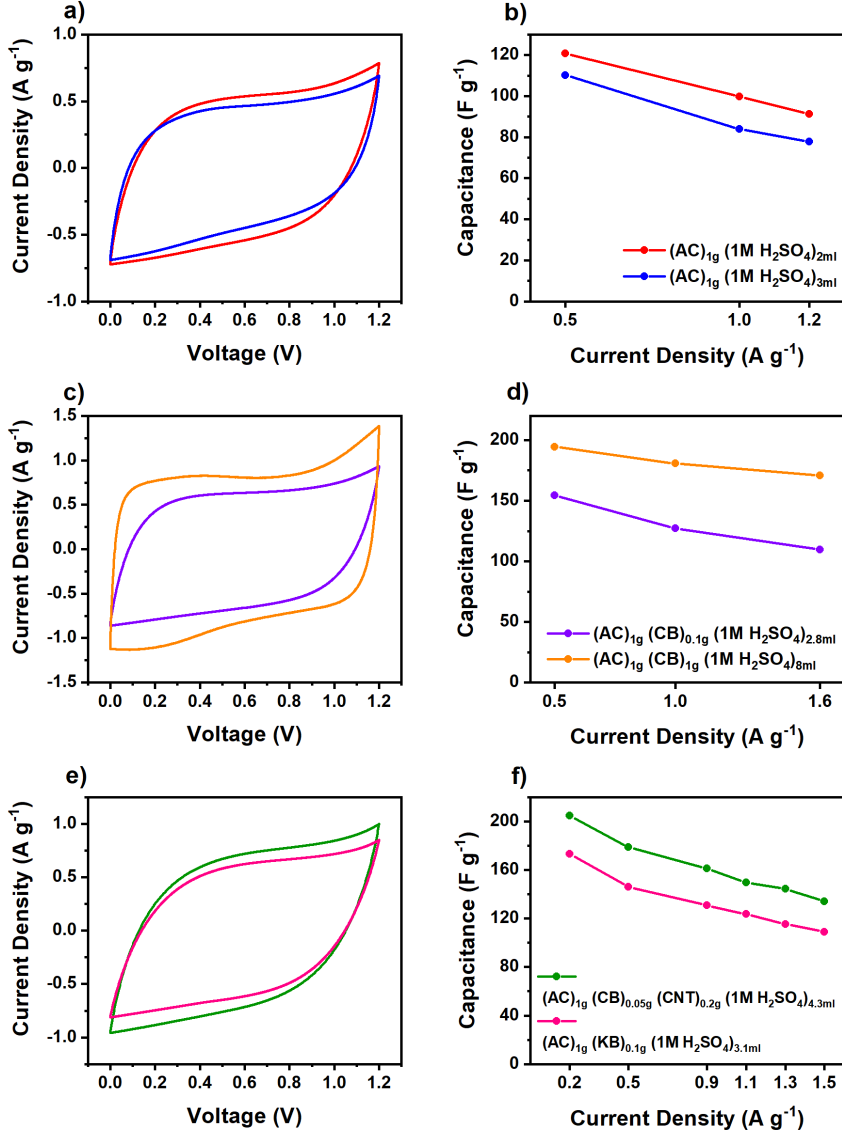 a)
Current Density (A g⁻¹)
1.0
0.5
0.0
-0.5
-1.0
0.0 0.2 0.4 0.6 0.8 1.0 1.2
Voltage (V)
b)
Capacitance (F g⁻¹)
120
100
80
60
40
20
0
(AC)₁g (1M H₂SO₄)₂ml
(AC)₁g (1M H₂SO₄)₃ml
0.5 1.0 1.2
Current Density (A g⁻¹)
c)
Current Density (A g⁻¹)
1.5
1.0
0.5
0.0
-0.5
-1.0
-1.5
0.0 0.2 0.4 0.6 0.8 1.0 1.2
Voltage (V)
d)
Capacitance (F g⁻¹)
200
150
100
50
0
(AC)₁g (CB)₀.₁g (1M H₂SO₄)₂.₈ml
(AC)₁g (CB)₁g (1M H₂SO₄)₈ml
0.5 1.0 1.6
Current Density (A g⁻¹)
e)
Current Density (A g⁻¹)
1.0
0.5
0.0
-0.5
-1.0
0.0 0.2 0.4 0.6 0.8 1.0 1.2
Voltage (V)
f)
Capacitance (F g⁻¹)
200
160
120
80
40
0
(AC)₁g (CB)₀.₀₅g (CNT)₀.₂g (1M H₂SO₄)₄.₃ml
(AC)₁g (KB)₀.₁g (1M H₂SO₄)₃.₁ml
0.2 0.5 0.9 1.1 1.3 1.5
Current Density (A g⁻¹)